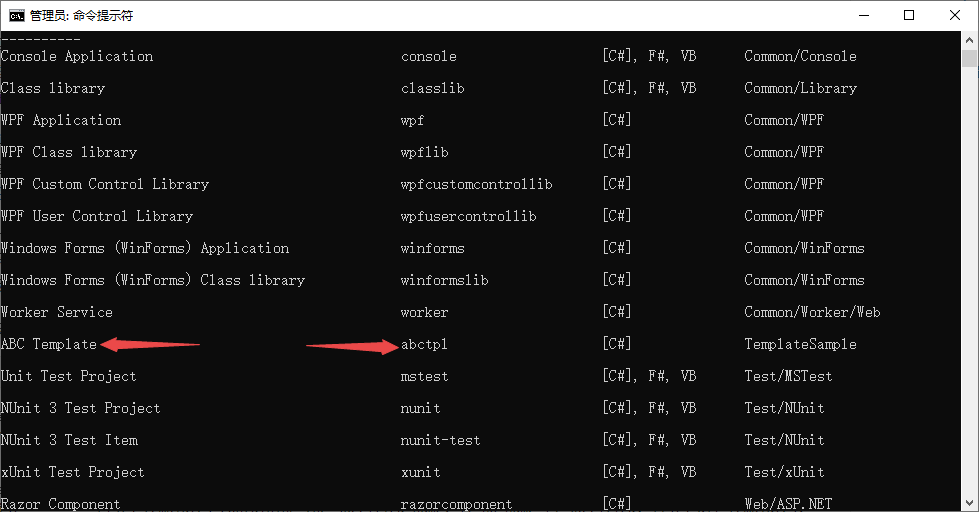 管理员: 命令提示符
----------
Console Application console [C#], F#, VB Common/Console
Class library classlib [C#], F#, VB Common/Library
WPF Application wpf [C#] Common/WPF
WPF Class library wpflib [C#] Common/WPF
WPF Custom Control Library wpfcustomcontrollib [C#] Common/WPF
WPF User Control Library wpfusercontrollib [C#] Common/WPF
Windows Forms (WinForms) Application winforms [C#] Common/WinForms
Windows Forms (WinForms) Class library winformslib [C#] Common/WinForms
Worker Service worker [C#] Common/Worker/Web
ABC Template abctpl [C#] TemplateSample
Unit Test Project mstest [C#], F#, VB Test/MSTest
NUnit 3 Test Project nunit [C#], F#, VB Test/NUnit
NUnit 3 Test Item nunit-test [C#], F#, VB Test/NUnit
xUnit Test Project xunit [C#], F#, VB Test/xUnit
Razor Component razorcomponent [C#] Web/ASP.NET